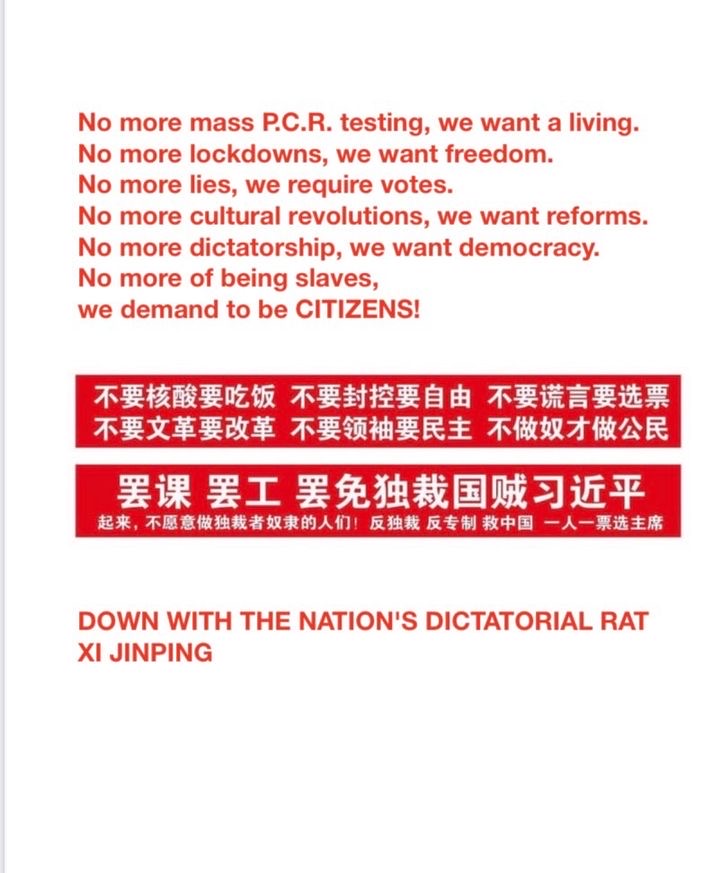 No more mass P.C.R. testing, we want a living.
No more lockdowns, we want freedom.
No more lies, we require votes.
No more cultural revolutions, we want reforms.
No more dictatorship, we want democracy.
No more of being slaves,
we demand to be CITIZENS!
不要核酸要吃饭 不要封控要自由 不要谎言要选票
不要文革要改革 不要领袖要民主 不做奴才做公民
罢课 罢工 罢免独裁国贼习近平
起来，不愿意做独裁者奴隶的人们！反独裁 反专制 救中国 一人一票选主席
DOWN WITH THE NATION'S DICTATORIAL RAT
XI JINPING